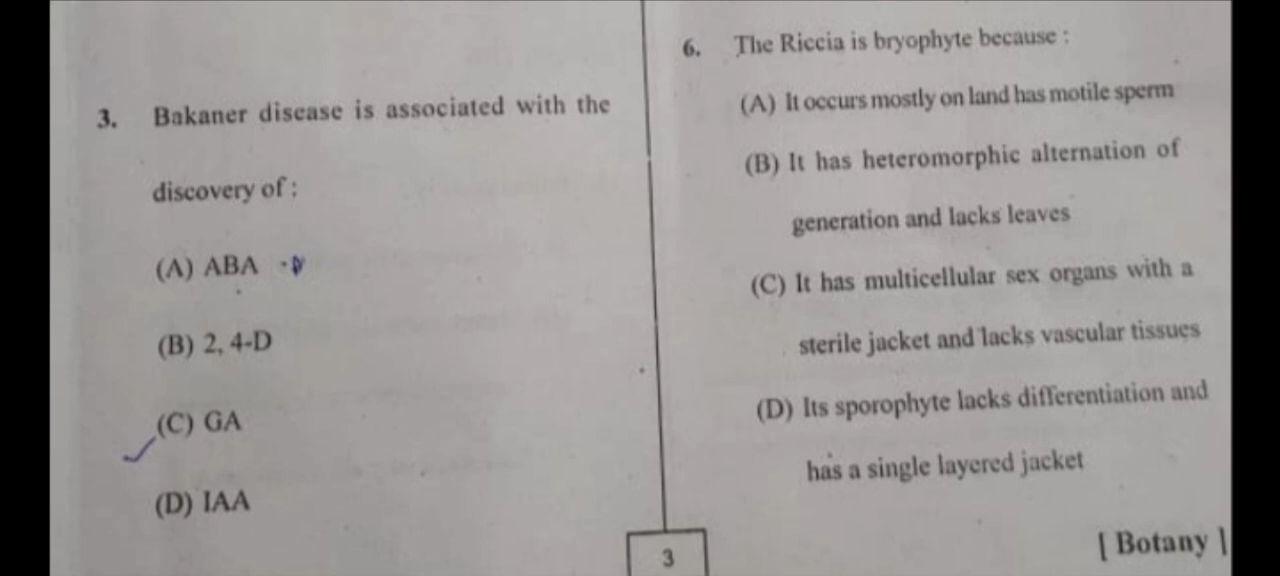 3. Bakaner disease is associated with the
discovery of :
(A) ABA
(B) 2, 4-D
(C) GA
(D) IAA
6. The Riccia is bryophyte because :
(A) It occurs mostly on land has motile sperm
(B) It has heteromorphic alternation of
generation and lacks leaves
(C) It has multicellular sex organs with a
sterile jacket and lacks vascular tissues
(D) Its sporophyte lacks differentiation and
has a single layered jacket
3
[ Botany ]